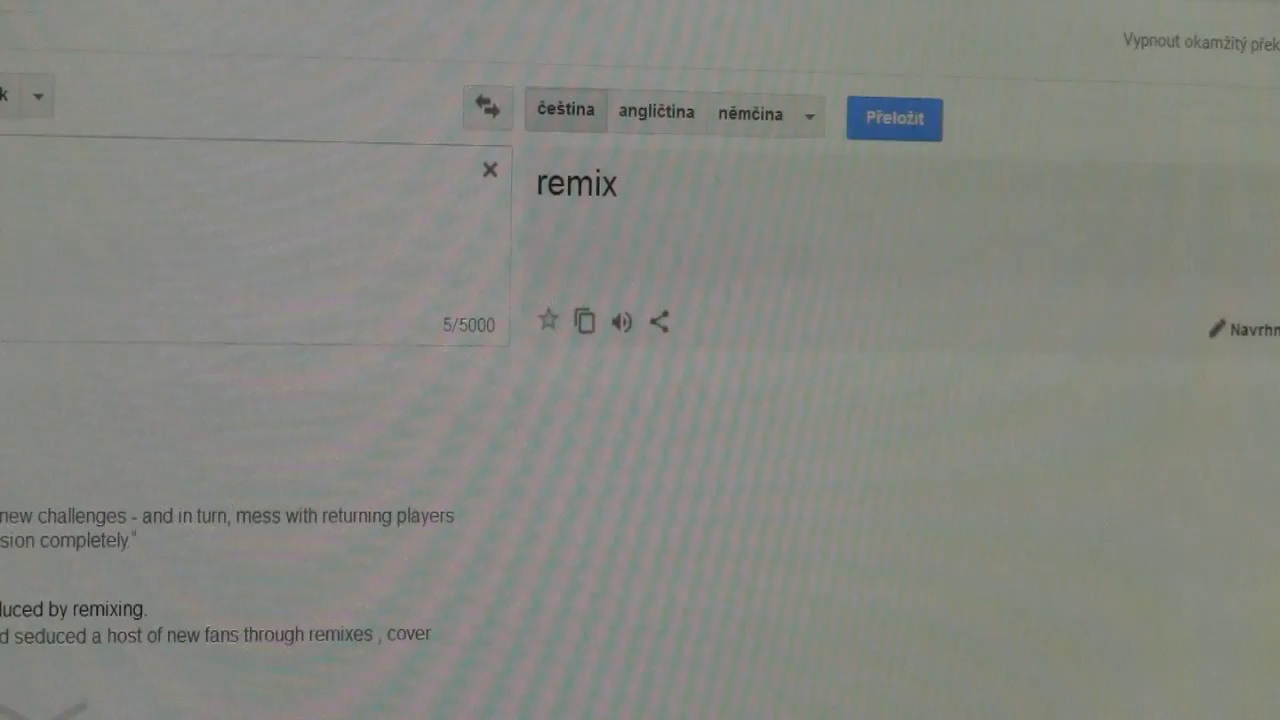 Vypnout okamžitý přek
k
čeština angličtina němčina Přeložit
remix
5/5000
Navrhn
new challenges - and in turn, mess with returning players
sion completely."
luced by remixing.
d seduced a host of new fans through remixes , cover